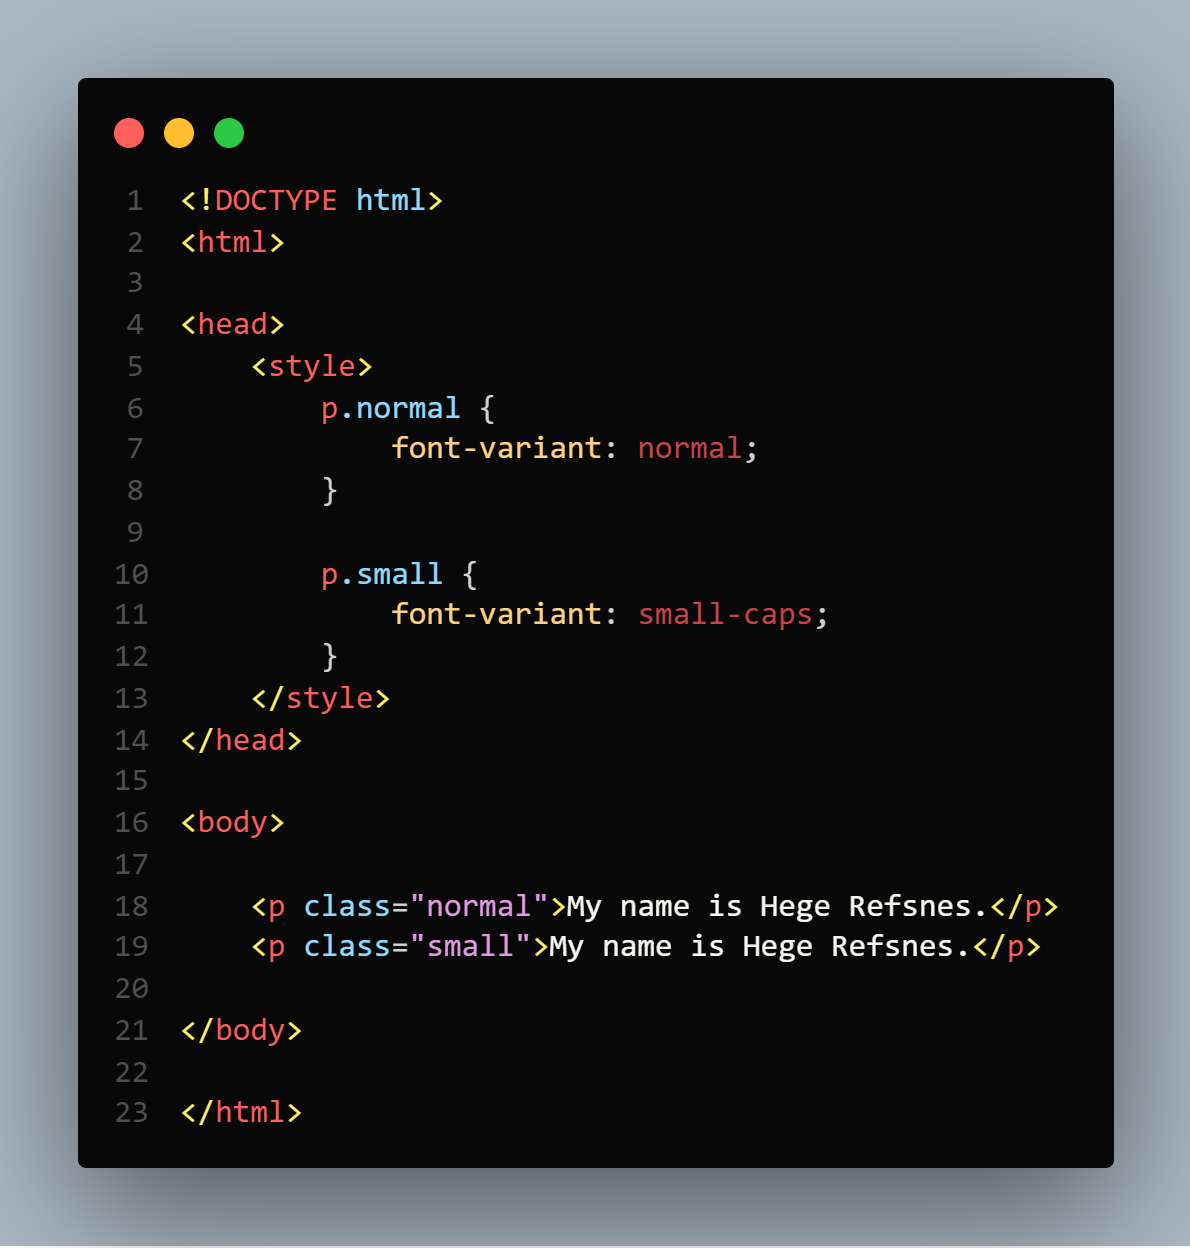 1 <!DOCTYPE html>
2 <html>
3
4 <head>
5     <style>
6         p.normal {
7             font-variant: normal;
8         }
9
10         p.small {
11             font-variant: small-caps;
12         }
13     </style>
14 </head>
15
16 <body>
17
18     <p class="normal">My name is Hege Refsnes.</p>
19     <p class="small">My name is Hege Refsnes.</p>
20
21 </body>
22
23 </html>